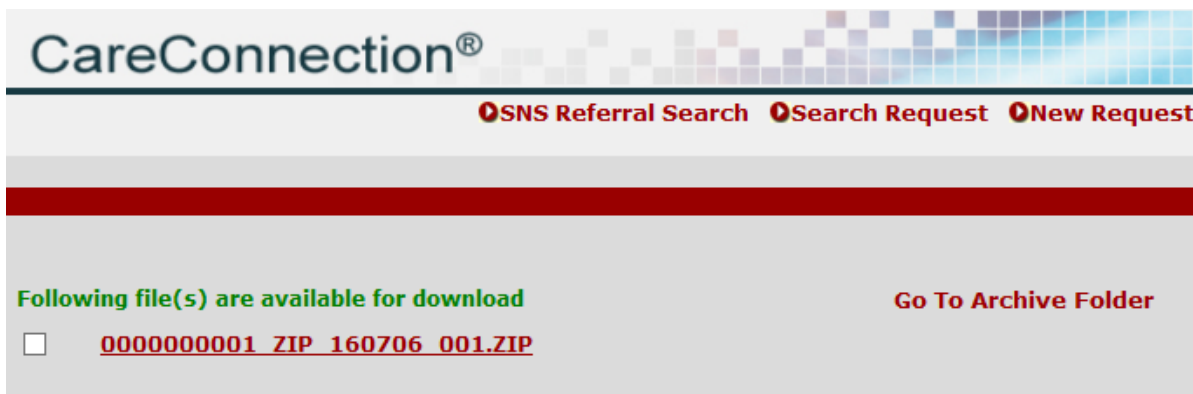 CareConnection®
SNS Referral Search Search Request New Request
Following file(s) are available for download
Go To Archive Folder
0000000001_ZIP_160706_001.ZIP